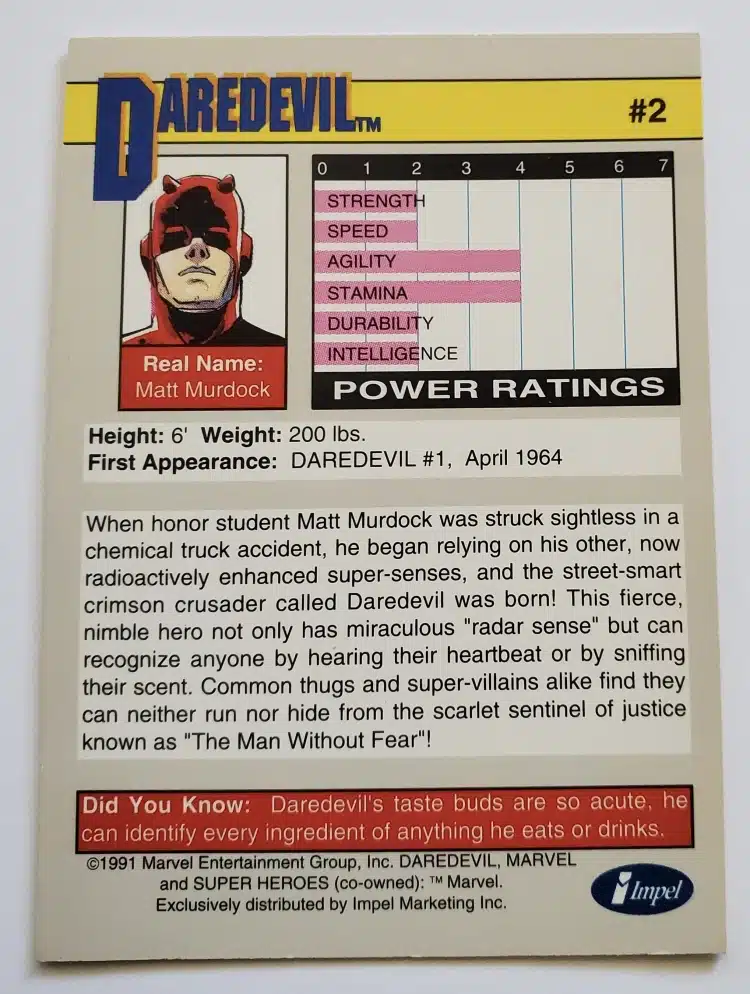 DAREDEVIL™
#2
0 1 2 3 4 5 6 7
STRENGTH
SPEED
AGILITY
STAMINA
DURABILITY
INTELLIGENCE
POWER RATINGS
Real Name:
Matt Murdock
Height: 6' Weight: 200 lbs.
First Appearance: DAREDEVIL #1, April 1964
When honor student Matt Murdock was struck sightless in a
chemical truck accident, he began relying on his other, now
radioactively enhanced super-senses, and the street-smart
crimson crusader called Daredevil was born! This fierce,
nimble hero not only has miraculous "radar sense" but can
recognize anyone by hearing their heartbeat or by sniffing
their scent. Common thugs and super-villains alike find they
can neither run nor hide from the scarlet sentinel of justice
known as "The Man Without Fear"!
Did You Know: Daredevil's taste buds are so acute, he
can identify every ingredient of anything he eats or drinks.
©1991 Marvel Entertainment Group, Inc. DAREDEVIL, MARVEL
and SUPER HEROES (co-owned): ™ Marvel.
Exclusively distributed by Impel Marketing Inc.
Impel